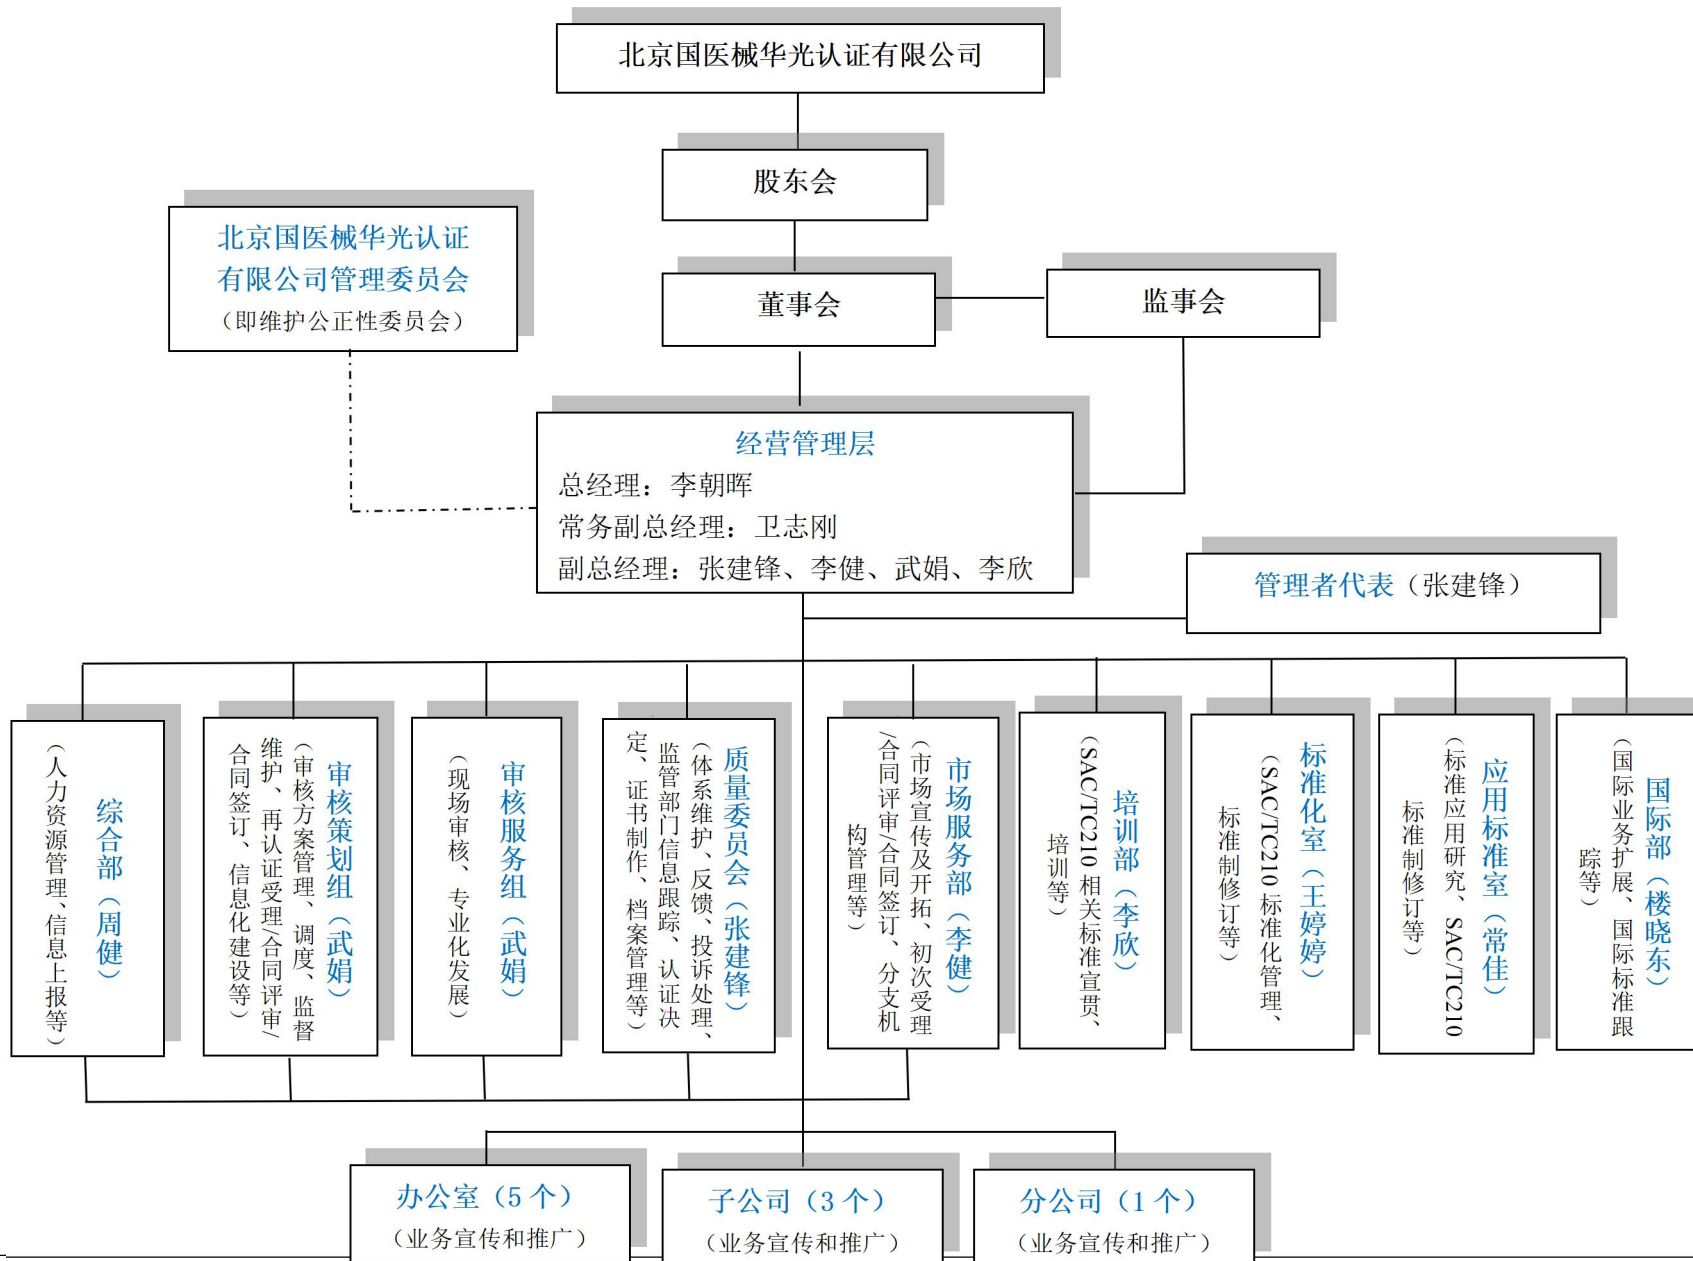 北京国医械华光认证有限公司
股东会
北京国医械华光认证
有限公司管理委员会
（即维护公正性委员会）
董事会
监事会
经营管理层
总经理：李朝晖
常务副总经理：卫志刚
副总经理：张建锋、李健、武娟、李欣
管理者代表（张建锋）
综合部（周健）
（人力资源管理、信息上报等）
审核策划组（武娟）
（审核方案管理、调度、监督
维护、再认证受理/合同评审/
合同签订、信息化建设等）
审核服务组（武娟）
（现场审核、专业化发展）
质量委员会（张建锋）
（体系维护、反馈、投诉处理、
监管部门信息跟踪、认证决
定、证书制作、档案管理等）
市场服务部（李健）
（市场宣传及开拓、初次受理
/合同评审/合同签订、分支机
构管理等）
培训部（李欣）
（SAC/TC210 相关标准宣贯、
培训等）
标准化室（王婷婷）
（SAC/TC210 标准化管理、
标准制修订等）
应用标准室（常佳）
（标准应用研究、SAC/TC210
标准制修订等）
国际部（楼晓东）
（国际业务扩展、国际标准跟
踪等）
办公室（5 个）
（业务宣传和推广）
子公司（3 个）
（业务宣传和推广）
分公司（1 个）
（业务宣传和推广）